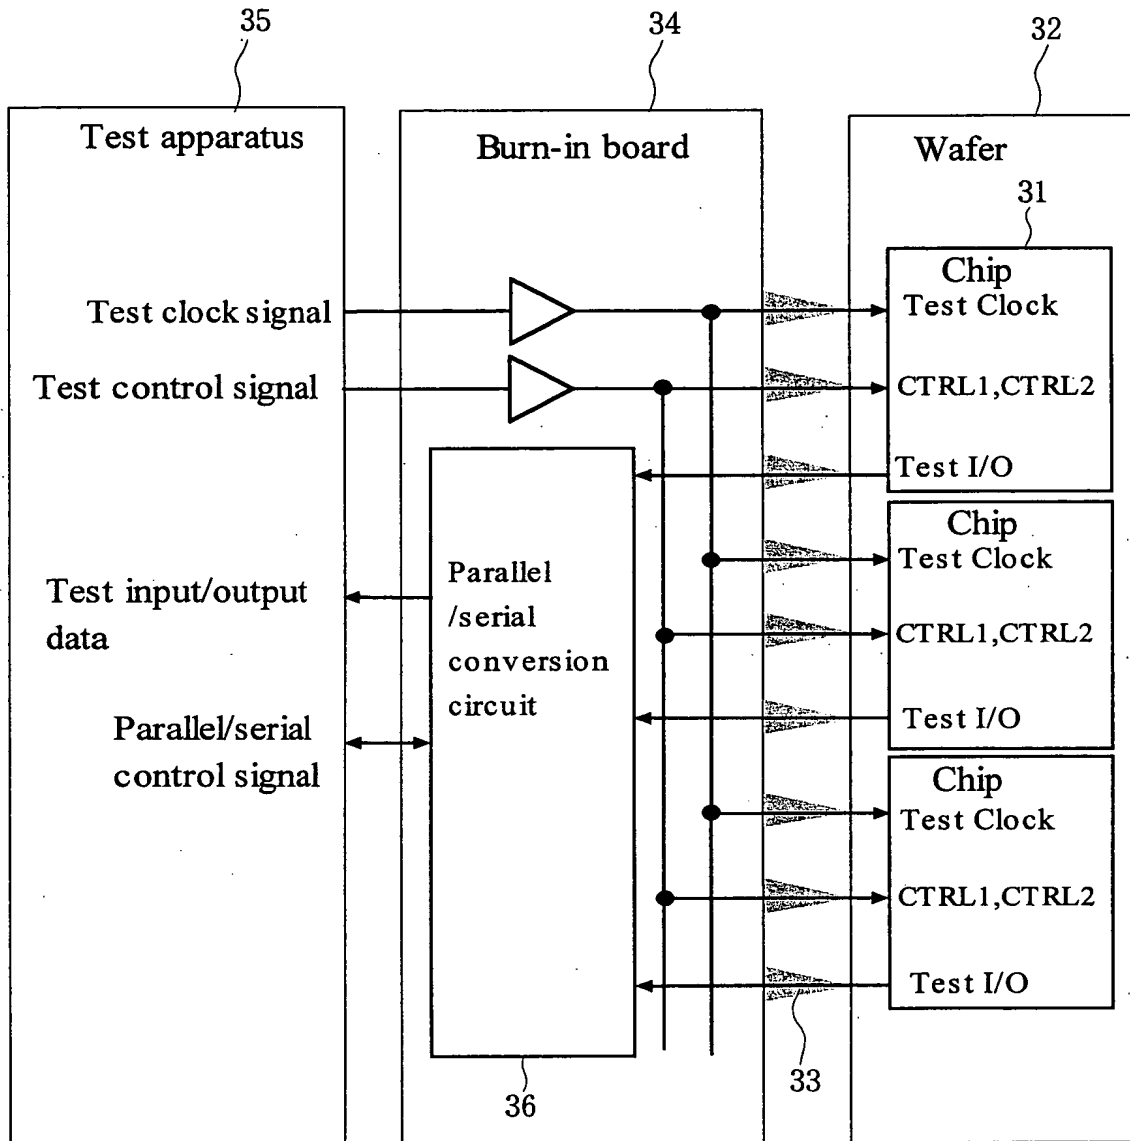 35
34
32
Test apparatus
Burn-in board
Wafer
31
Chip
Test Clock
Test clock signal
Test control signal
CTRL1,CTRL2
Test I/O
Chip
Test Clock
Parallel
/serial
conversion
circuit
Test input/output
data
CTRL1,CTRL2
Test I/O
Parallel/serial
control signal
Chip
Test Clock
CTRL1,CTRL2
Test I/O
33
36